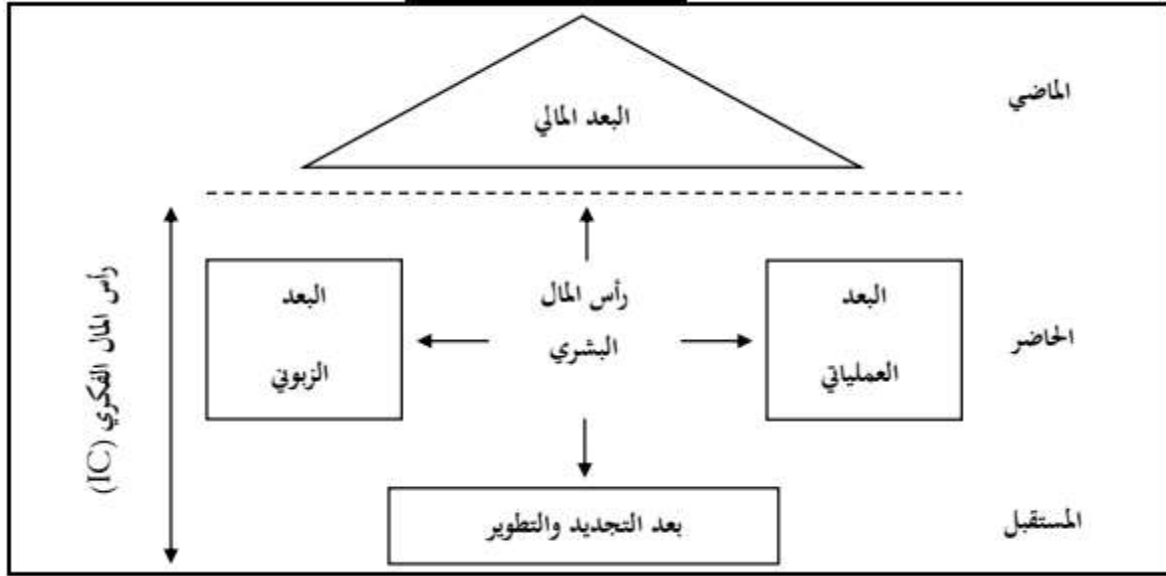 الماضي
البعد المالي
رأس المال الفكري (IC)
الحاضر
البعد
العملياتي
رأس المال
البشري
البعد
الزبوني
المستقبل
بعد التجديد والتطوير